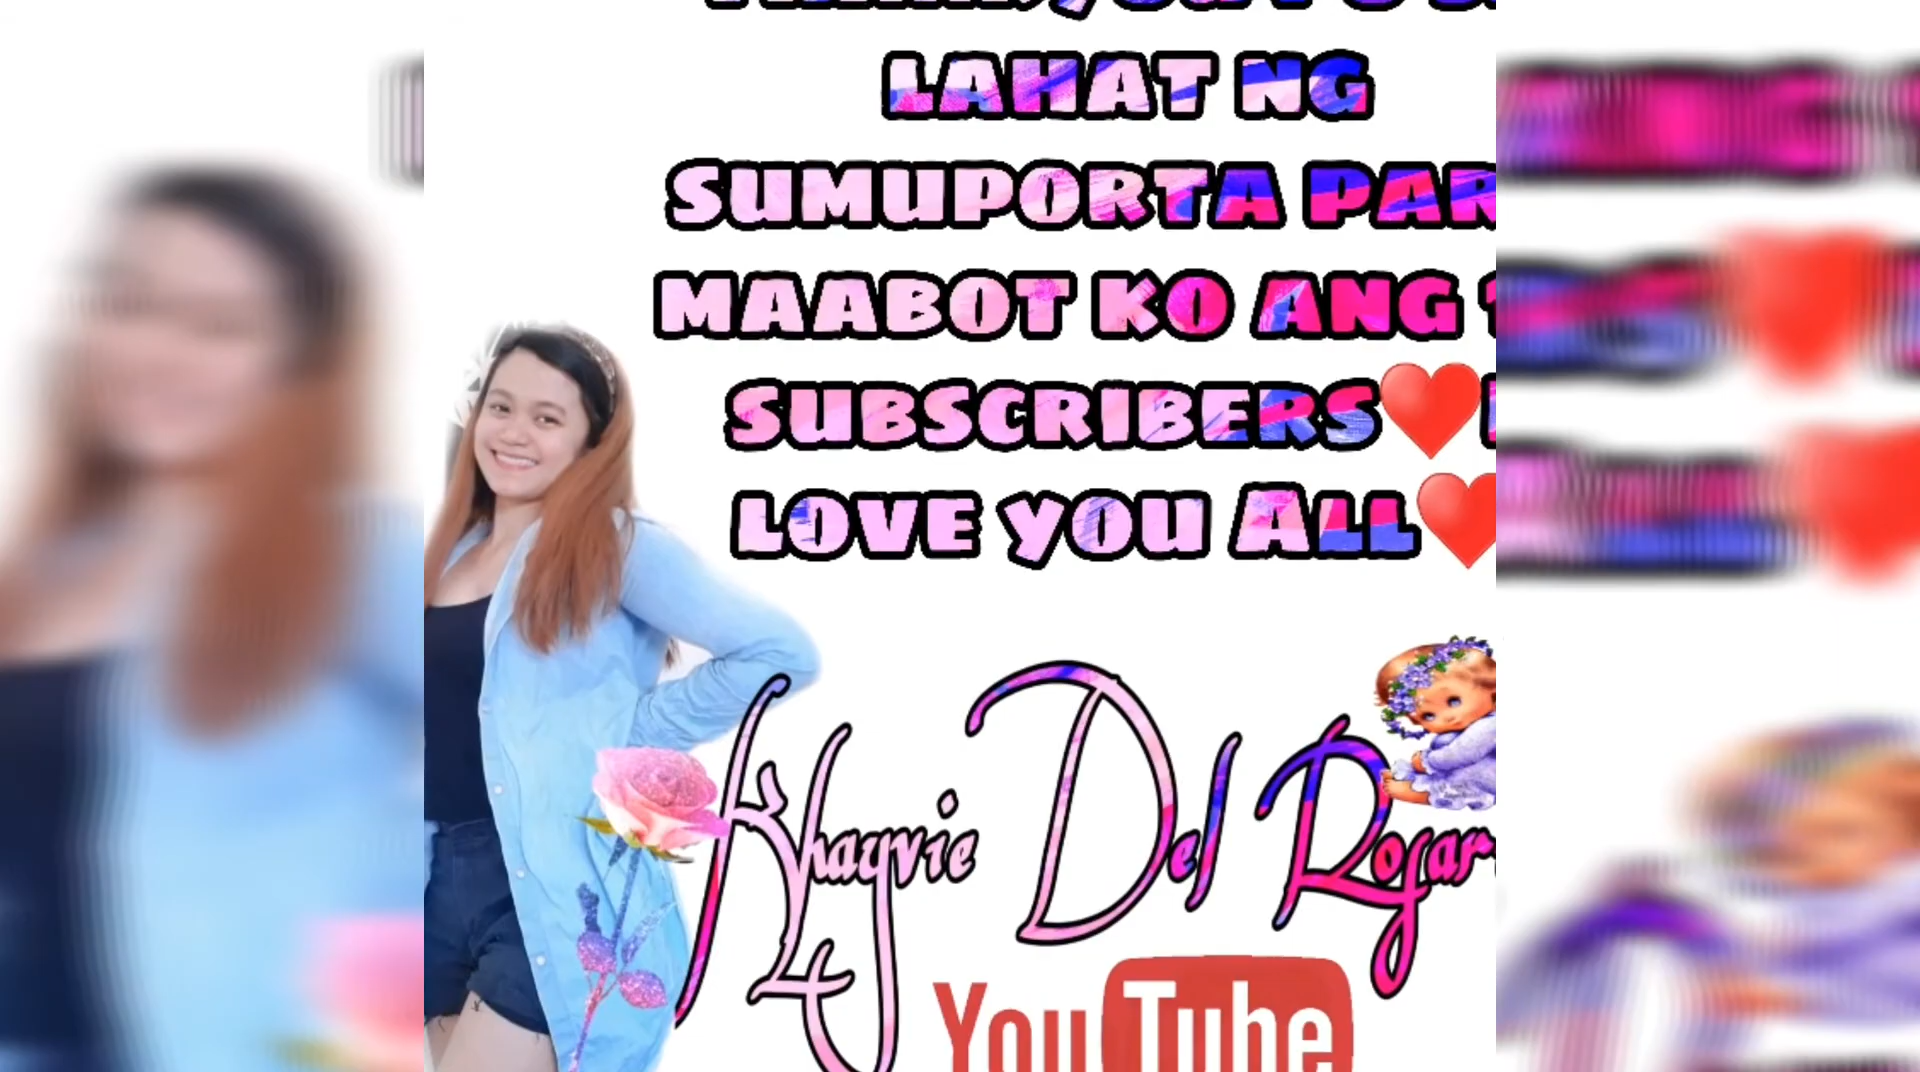 LAHAT NG
SUMUPORTA PAR
MAABOT KO ANG
SUBSCRIBERS❤️
LOVE YOU ALL❤️
Khayvie Del Rosar
YouTube